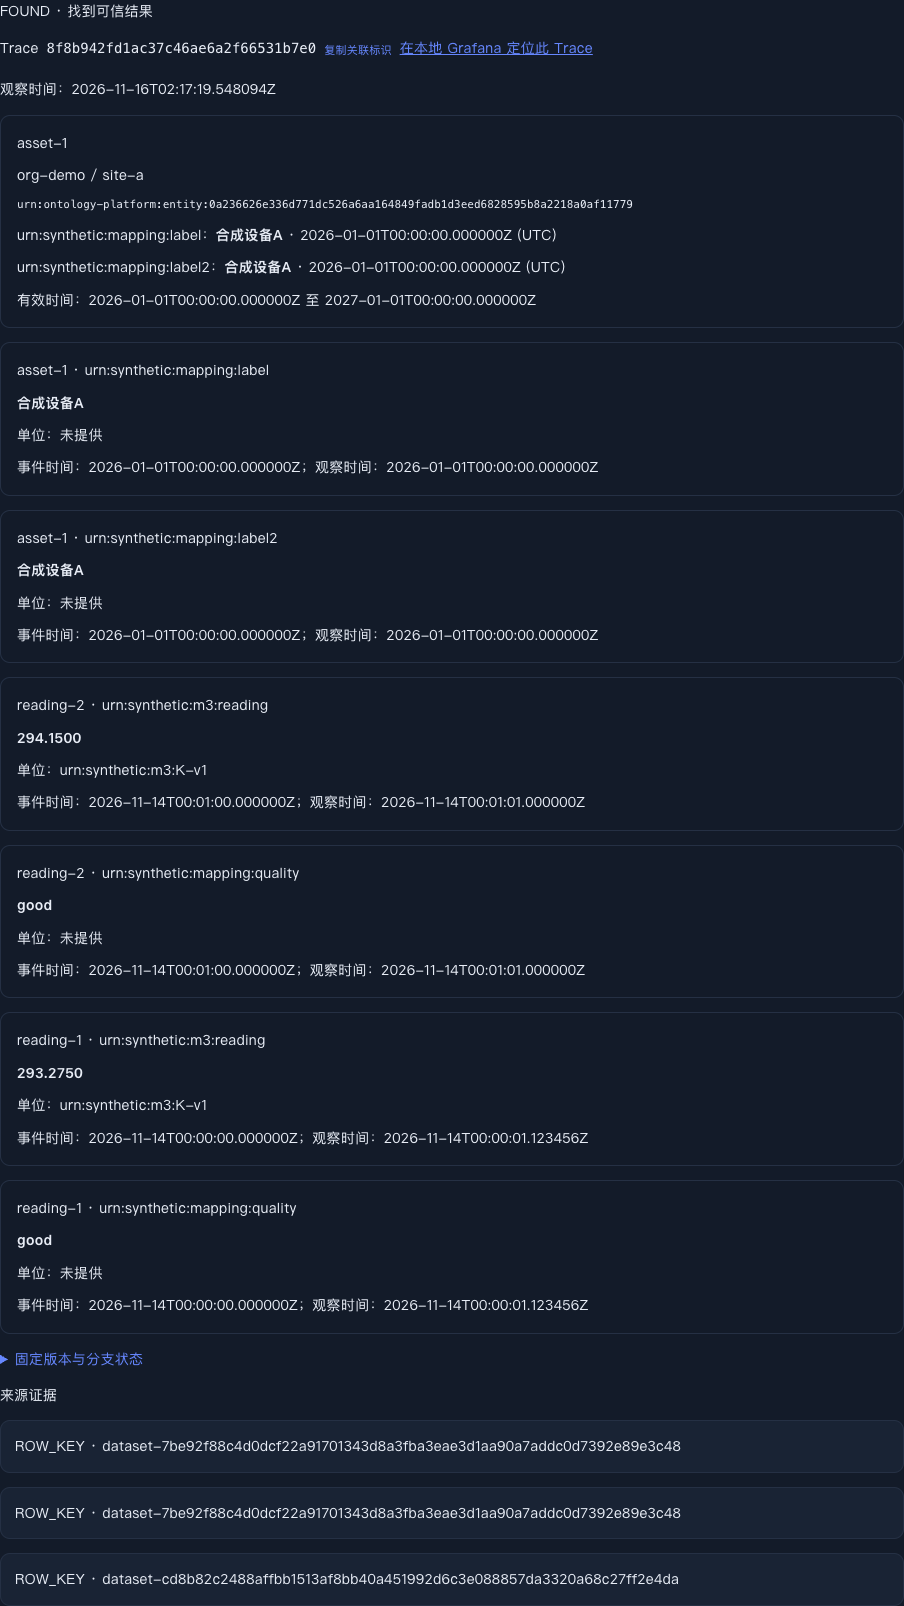 FOUND · 找到可信结果
Trace 8f8b942fd1ac37c46ae6a2f66531b7e0 复制关联标识 在本地 Grafana 定位此 Trace
观察时间：2026-11-16T02:17:19.548094Z
asset-1
org-demo / site-a
urn:ontology-platform:entity:0a236626e336d771dc526a6aa164849fadb1d3eed6828595b8a2218a0af11779
urn:synthetic:mapping:label：合成设备A · 2026-01-01T00:00:00.000000Z (UTC)
urn:synthetic:mapping:label2：合成设备A · 2026-01-01T00:00:00.000000Z (UTC)
有效时间：2026-01-01T00:00:00.000000Z 至 2027-01-01T00:00:00.000000Z
asset-1 · urn:synthetic:mapping:label
合成设备A
单位：未提供
事件时间：2026-01-01T00:00:00.000000Z；观察时间：2026-01-01T00:00:00.000000Z
asset-1 · urn:synthetic:mapping:label2
合成设备A
单位：未提供
事件时间：2026-01-01T00:00:00.000000Z；观察时间：2026-01-01T00:00:00.000000Z
reading-2 · urn:synthetic:m3:reading
294.1500
单位：urn:synthetic:m3:K-v1
事件时间：2026-11-14T00:01:00.000000Z；观察时间：2026-11-14T00:01:01.000000Z
reading-2 · urn:synthetic:mapping:quality
good
单位：未提供
事件时间：2026-11-14T00:01:00.000000Z；观察时间：2026-11-14T00:01:01.000000Z
reading-1 · urn:synthetic:m3:reading
293.2750
单位：urn:synthetic:m3:K-v1
事件时间：2026-11-14T00:00:00.000000Z；观察时间：2026-11-14T00:00:01.123456Z
reading-1 · urn:synthetic:mapping:quality
good
单位：未提供
事件时间：2026-11-14T00:00:00.000000Z；观察时间：2026-11-14T00:00:01.123456Z
▶ 固定版本与分支状态
来源证据
ROW_KEY · dataset-7be92f88c4d0dcf22a91701343d8a3fba3eae3d1aa90a7addc0d7392e89e3c48
ROW_KEY · dataset-7be92f88c4d0dcf22a91701343d8a3fba3eae3d1aa90a7addc0d7392e89e3c48
ROW_KEY · dataset-cd8b82c2488affbb1513af8bb40a451992d6c3e088857da3320a68c27ff2e4da